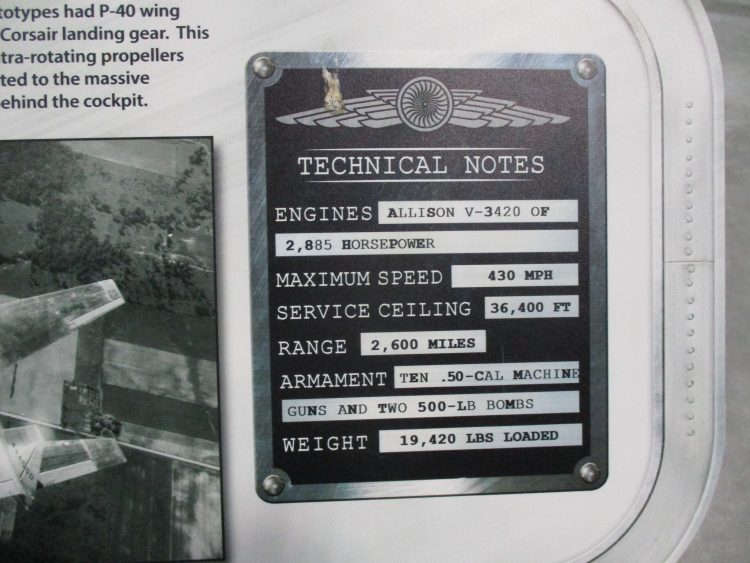 totypes had P-40 wing
Corsair landing gear. This
tra-rotating propellers
ted to the massive
ehind the cockpit.
TECHNICAL NOTES
ENGINES ALLISON V-3420 OF
2,885 HORSEPOWER
MAXIMUM SPEED 430 MPH
SERVICE CEILING 36,400 FT
RANGE 2,600 MILES
ARMAMENT TEN .50-CAL MACHINE
GUNS AND TWO 500-LB BOMBS
WEIGHT 19,420 LBS LOADED